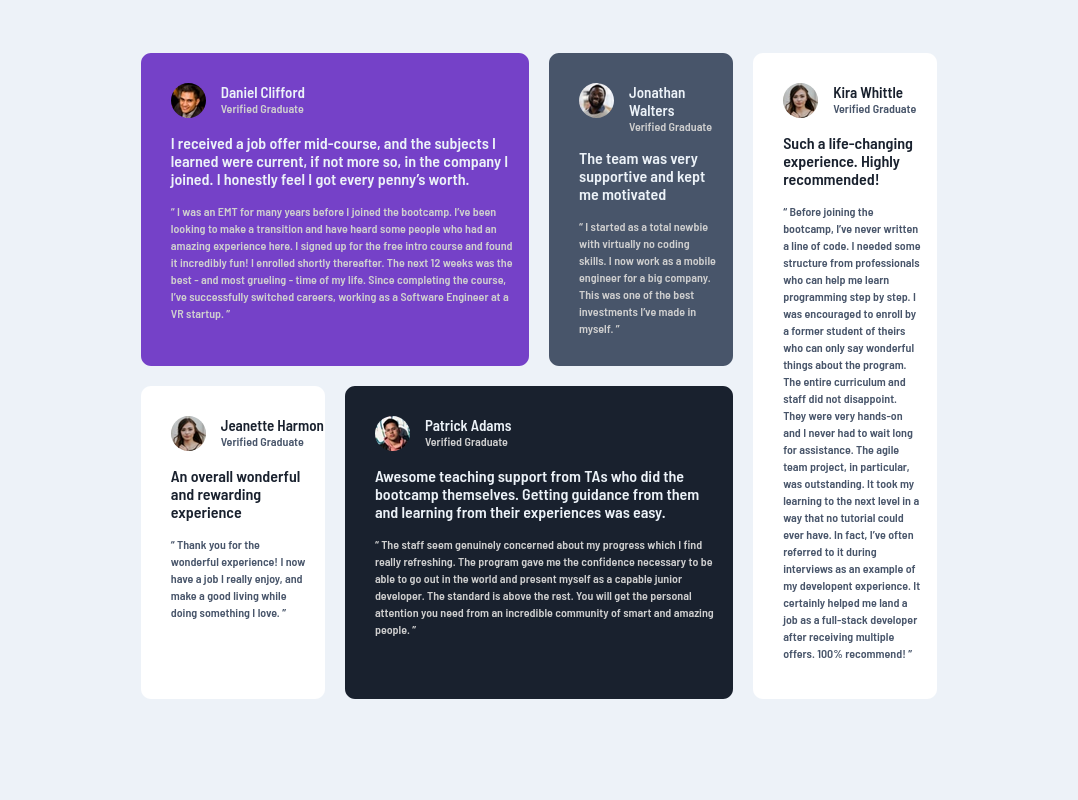 Daniel Clifford
Verified Graduate
I received a job offer mid-course, and the subjects I
learned were current, if not more so, in the company I
joined. I honestly feel I got every penny’s worth.
“ I was an EMT for many years before I joined the bootcamp. I’ve been
looking to make a transition and have heard some people who had an
amazing experience here. I signed up for the free intro course and found
it incredibly fun! I enrolled shortly thereafter. The next 12 weeks was the
best - and most grueling - time of my life. Since completing the course,
I’ve successfully switched careers, working as a Software Engineer at a
VR startup. ”
Jonathan
Walters
Verified Graduate
The team was very
supportive and kept
me motivated
“ I started as a total newbie
with virtually no coding
skills. I now work as a mobile
engineer for a big company.
This was one of the best
investments I’ve made in
myself. ”
Kira Whittle
Verified Graduate
Such a life-changing
experience. Highly
recommended!
“ Before joining the
bootcamp, I’ve never written
a line of code. I needed some
structure from professionals
who can help me learn
programming step by step. I
was encouraged to enroll by
a former student of theirs
who can only say wonderful
things about the program.
The entire curriculum and
staff did not disappoint.
They were very hands-on
and I never had to wait long
for assistance. The agile
team project, in particular,
was outstanding. It took my
learning to the next level in a
way that no tutorial could
ever have. In fact, I’ve often
referred to it during
interviews as an example of
my developent experience. It
certainly helped me land a
job as a full-stack developer
after receiving multiple
offers. 100% recommend! ”
Jeanette Harmon
Verified Graduate
An overall wonderful
and rewarding
experience
“ Thank you for the
wonderful experience! I now
have a job I really enjoy, and
make a good living while
doing something I love. ”
Patrick Adams
Verified Graduate
Awesome teaching support from TAs who did the
bootcamp themselves. Getting guidance from them
and learning from their experiences was easy.
“ The staff seem genuinely concerned about my progress which I find
really refreshing. The program gave me the confidence necessary to be
able to go out in the world and present myself as a capable junior
developer. The standard is above the rest. You will get the personal
attention you need from an incredible community of smart and amazing
people. ”